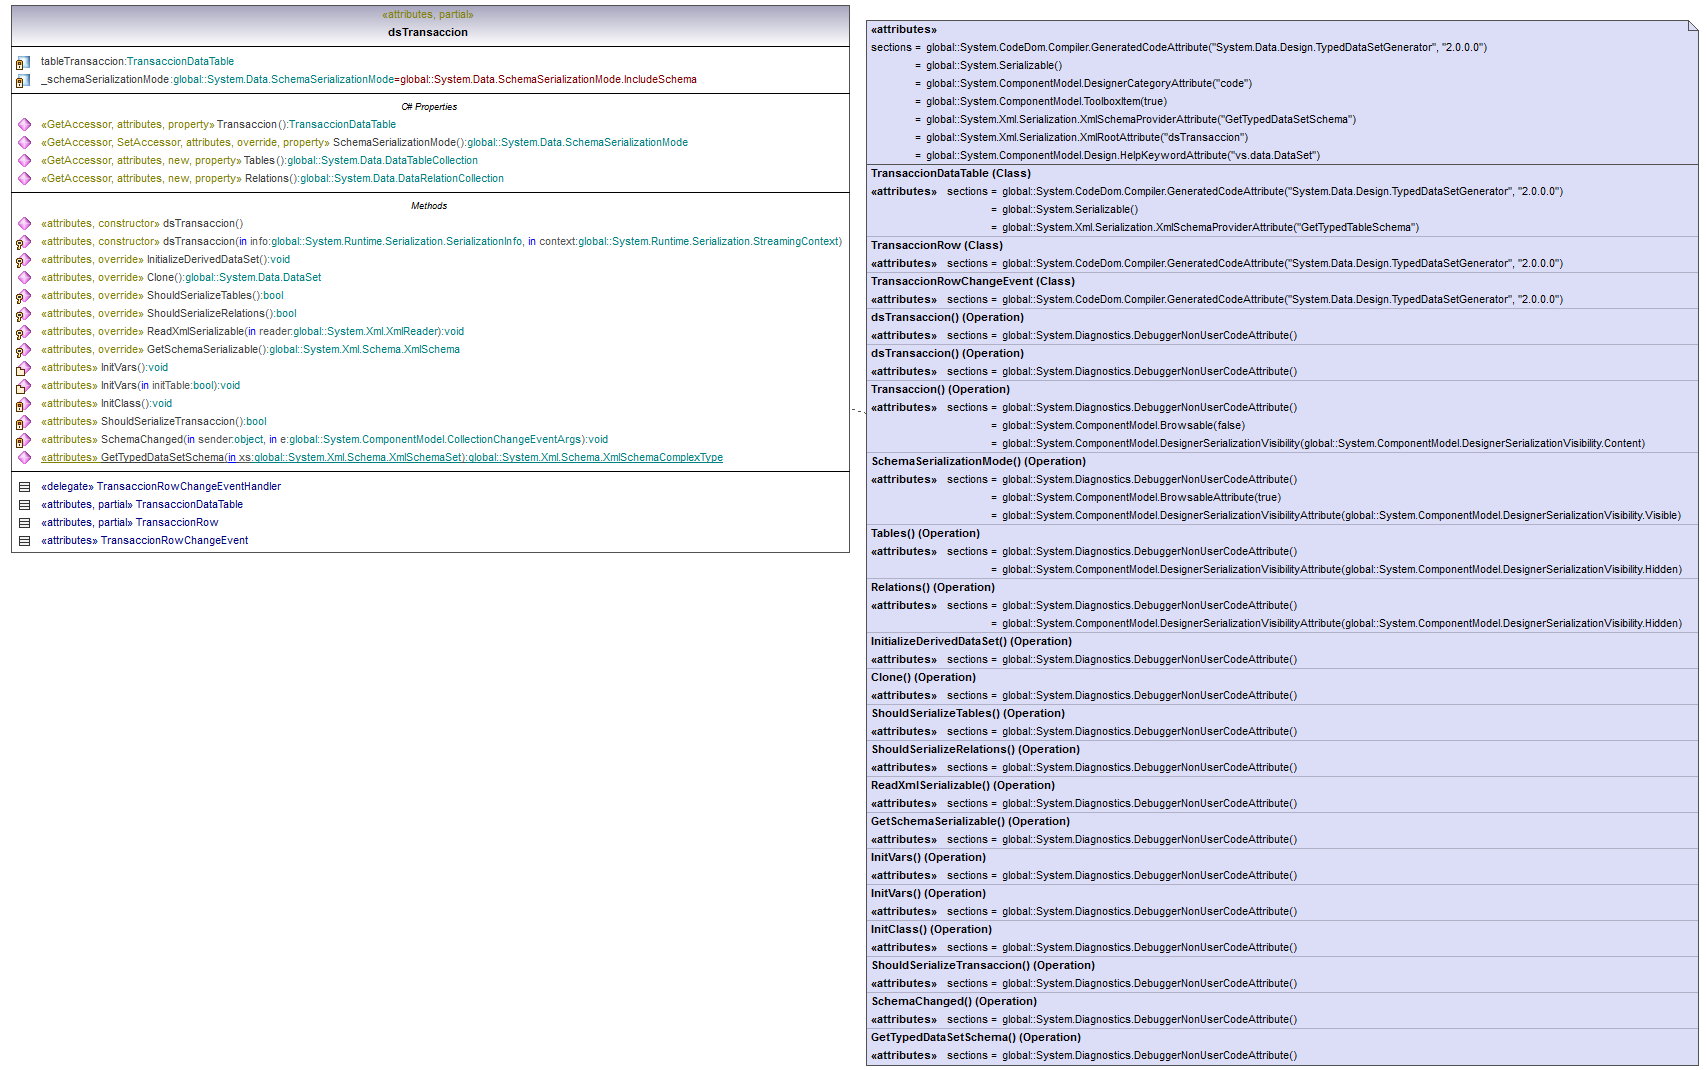 «attributes, partial»
dsTransaccion
tableTransaccion:TransaccionDataTable
_schemaSerializationMode:global::System.Data.SchemaSerializationMode=global::System.Data.SchemaSerializationMode.IncludeSchema
C# Properties
«GetAccessor, attributes, property» Transaccion():TransaccionDataTable
«GetAccessor, SetAccessor, attributes, override, property» SchemaSerializationMode():global::System.Data.SchemaSerializationMode
«GetAccessor, attributes, new, property» Tables():global::System.Data.DataTableCollection
«GetAccessor, attributes, new, property» Relations():global::System.Data.DataRelationCollection
Methods
«attributes, constructor» dsTransaccion()
«attributes, constructor» dsTransaccion(in info:global::System.Runtime.Serialization.SerializationInfo, in context:global::System.Runtime.Serialization.StreamingContext)
«attributes, override» InitializeDerivedDataSet():void
«attributes, override» Clone():global::System.Data.DataSet
«attributes, override» ShouldSerializeTables():bool
«attributes, override» ShouldSerializeRelations():bool
«attributes, override» ReadXmlSerializable(in reader:global::System.Xml.XmlReader):void
«attributes, override» GetSchemaSerializable():global::System.Xml.Schema.XmlSchema
«attributes» InitVars():void
«attributes» InitVars(in initTable:bool):void
«attributes» InitClass():void
«attributes» ShouldSerializeTransaccion():bool
«attributes» SchemaChanged(in sender:object, in e:global::System.ComponentModel.CollectionChangeEventArgs):void
«attributes» GetTypedDataSetSchema(in xs:global::System.Xml.Schema.XmlSchemaSet):global::System.Xml.Schema.XmlSchemaComplexType
«delegate» TransaccionRowChangeEventHandler
«attributes, partial» TransaccionDataTable
«attributes, partial» TransaccionRow
«attributes» TransaccionRowChangeEvent
«attributes»
sections = global::System.CodeDom.Compiler.GeneratedCodeAttribute("System.Data.Design.TypedDataSetGenerator", "2.0.0.0")
= global::System.Serializable()
= global::System.ComponentModel.DesignerCategoryAttribute("code")
= global::System.ComponentModel.ToolboxItem(true)
= global::System.Xml.Serialization.XmlSchemaProviderAttribute("GetTypedDataSetSchema")
= global::System.Xml.Serialization.XmlRootAttribute("dsTransaccion")
= global::System.ComponentModel.Design.HelpKeywordAttribute("vs.data.DataSet")
TransaccionDataTable (Class)
«attributes» sections = global::System.CodeDom.Compiler.GeneratedCodeAttribute("System.Data.Design.TypedDataSetGenerator", "2.0.0.0")
= global::System.Serializable()
= global::System.Xml.Serialization.XmlSchemaProviderAttribute("GetTypedTableSchema")
TransaccionRow (Class)
«attributes» sections = global::System.CodeDom.Compiler.GeneratedCodeAttribute("System.Data.Design.TypedDataSetGenerator", "2.0.0.0")
TransaccionRowChangeEvent (Class)
«attributes» sections = global::System.CodeDom.Compiler.GeneratedCodeAttribute("System.Data.Design.TypedDataSetGenerator", "2.0.0.0")
dsTransaccion() (Operation)
«attributes» sections = global::System.Diagnostics.DebuggerNonUserCodeAttribute()
dsTransaccion() (Operation)
«attributes» sections = global::System.Diagnostics.DebuggerNonUserCodeAttribute()
Transaccion() (Operation)
«attributes» sections = global::System.Diagnostics.DebuggerNonUserCodeAttribute()
= global::System.ComponentModel.Browsable(false)
= global::System.ComponentModel.DesignerSerializationVisibility(global::System.ComponentModel.DesignerSerializationVisibility.Content)
SchemaSerializationMode() (Operation)
«attributes» sections = global::System.Diagnostics.DebuggerNonUserCodeAttribute()
= global::System.ComponentModel.BrowsableAttribute(true)
= global::System.ComponentModel.DesignerSerializationVisibilityAttribute(global::System.ComponentModel.DesignerSerializationVisibility.Visible)
Tables() (Operation)
«attributes» sections = global::System.Diagnostics.DebuggerNonUserCodeAttribute()
= global::System.ComponentModel.DesignerSerializationVisibilityAttribute(global::System.ComponentModel.DesignerSerializationVisibility.Hidden)
Relations() (Operation)
«attributes» sections = global::System.Diagnostics.DebuggerNonUserCodeAttribute()
= global::System.ComponentModel.DesignerSerializationVisibilityAttribute(global::System.ComponentModel.DesignerSerializationVisibility.Hidden)
InitializeDerivedDataSet() (Operation)
«attributes» sections = global::System.Diagnostics.DebuggerNonUserCodeAttribute()
Clone() (Operation)
«attributes» sections = global::System.Diagnostics.DebuggerNonUserCodeAttribute()
ShouldSerializeTables() (Operation)
«attributes» sections = global::System.Diagnostics.DebuggerNonUserCodeAttribute()
ShouldSerializeRelations() (Operation)
«attributes» sections = global::System.Diagnostics.DebuggerNonUserCodeAttribute()
ReadXmlSerializable() (Operation)
«attributes» sections = global::System.Diagnostics.DebuggerNonUserCodeAttribute()
GetSchemaSerializable() (Operation)
«attributes» sections = global::System.Diagnostics.DebuggerNonUserCodeAttribute()
InitVars() (Operation)
«attributes» sections = global::System.Diagnostics.DebuggerNonUserCodeAttribute()
InitVars() (Operation)
«attributes» sections = global::System.Diagnostics.DebuggerNonUserCodeAttribute()
InitClass() (Operation)
«attributes» sections = global::System.Diagnostics.DebuggerNonUserCodeAttribute()
ShouldSerializeTransaccion() (Operation)
«attributes» sections = global::System.Diagnostics.DebuggerNonUserCodeAttribute()
SchemaChanged() (Operation)
«attributes» sections = global::System.Diagnostics.DebuggerNonUserCodeAttribute()
GetTypedDataSetSchema() (Operation)
«attributes» sections = global::System.Diagnostics.DebuggerNonUserCodeAttribute()